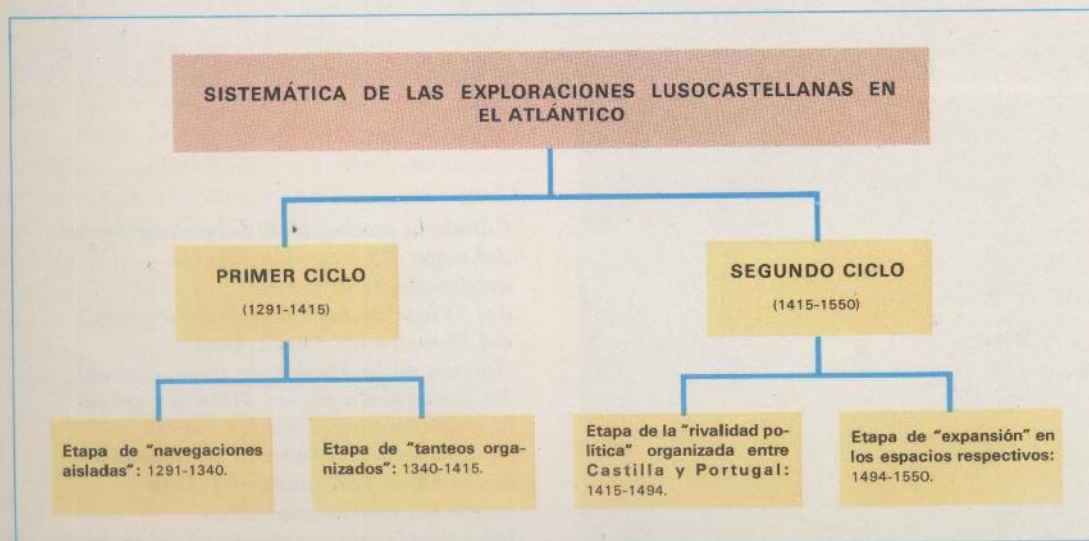 SISTEMÁTICA DE LAS EXPLORACIONES LUSOCASTELLANAS EN
EL ATLÁNTICO
PRIMER CICLO
(1291-1415)
SEGUNDO CICLO
(1415-1550)
Etapa de “navegaciones
aisladas”: 1291-1340.
Etapa de “tanteos orga-
nizados”: 1340-1415.
Etapa de la “rivalidad po-
lítica” organizada entre
Castilla y Portugal:
1415-1494.
Etapa de “expansión” en
los espacios respectivos:
1494-1550.